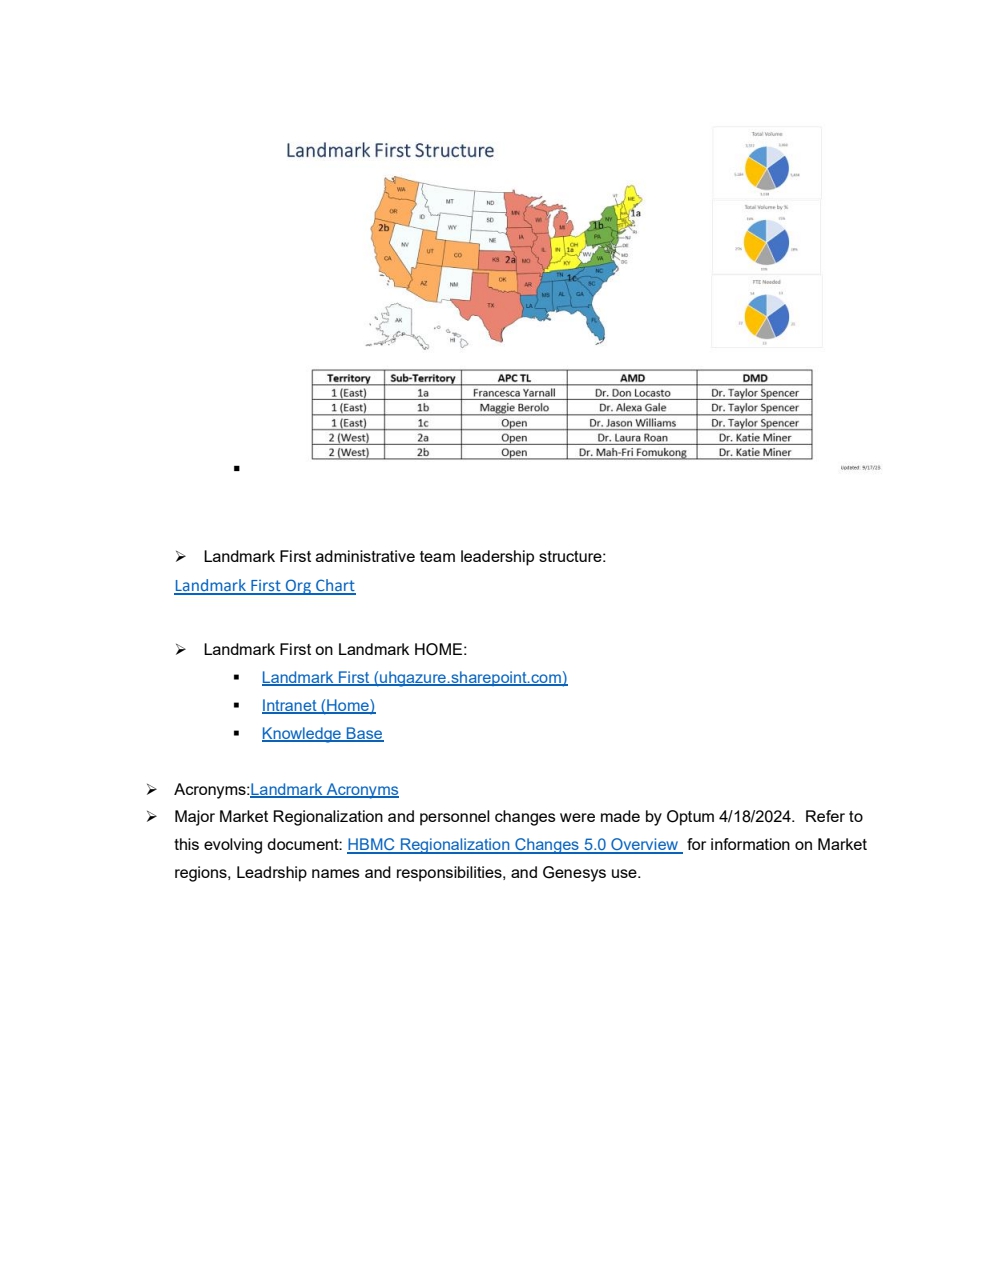 Landmark First Structure
Total Volume
Total Volume by %
FTE Needed
WA
OR
2b
CA
ID
NV
MT
WY
UT
AZ
CO
NM
ND
SD
NE
KS
2a
OK
TX
MN
IA
MO
AR
LA
WI
IL
MI
IN
OH
1a
KY
TN
1c
MS
AL
GA
FL
SC
NC
VA
WV
PA
1b
NY
ME
1a
AK
HI
Territory Sub-Territory APC TL AMD DMD
1 (East) 1a Francesca Yarnall Dr. Don Locasto Dr. Taylor Spencer
1 (East) 1b Maggie Berolo Dr. Alexa Gale Dr. Taylor Spencer
1 (East) 1c Open Dr. Jason Williams Dr. Taylor Spencer
2 (West) 2a Open Dr. Laura Roan Dr. Katie Miner
2 (West) 2b Open Dr. Mah-Fri Fomukong Dr. Katie Miner
Updated
Landmark First administrative team leadership structure:
Landmark First Org Chart
Landmark First on Landmark HOME:
Landmark First (uhgazure.sharepoint.com)
Intranet (Home)
Knowledge Base
Acronyms:Landmark Acronyms
Major Market Regionalization and personnel changes were made by Optum 4/18/2024. Refer to
this evolving document: HBMC Regionalization Changes 5.0 Overview for information on Market
regions, Leadrship names and responsibilities, and Genesys use.